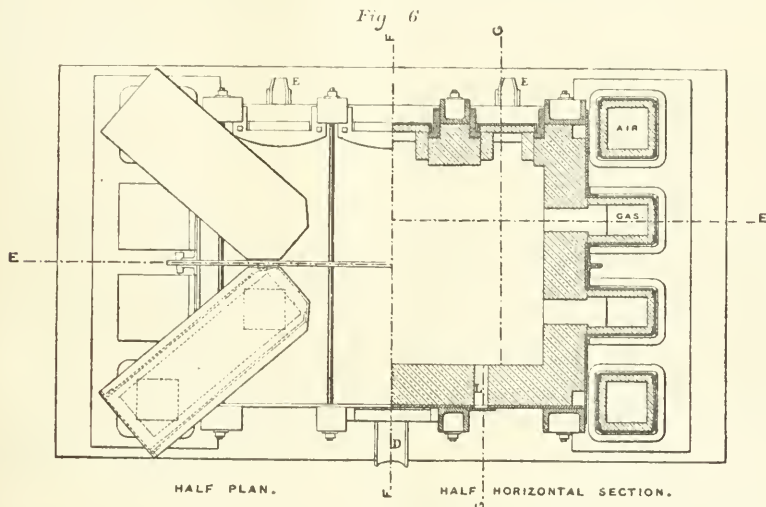 Fig 6
F G
E E
AIR
GAS
E E
L
D
F G
HALF PLAN. HALF HORIZONTAL SECTION.